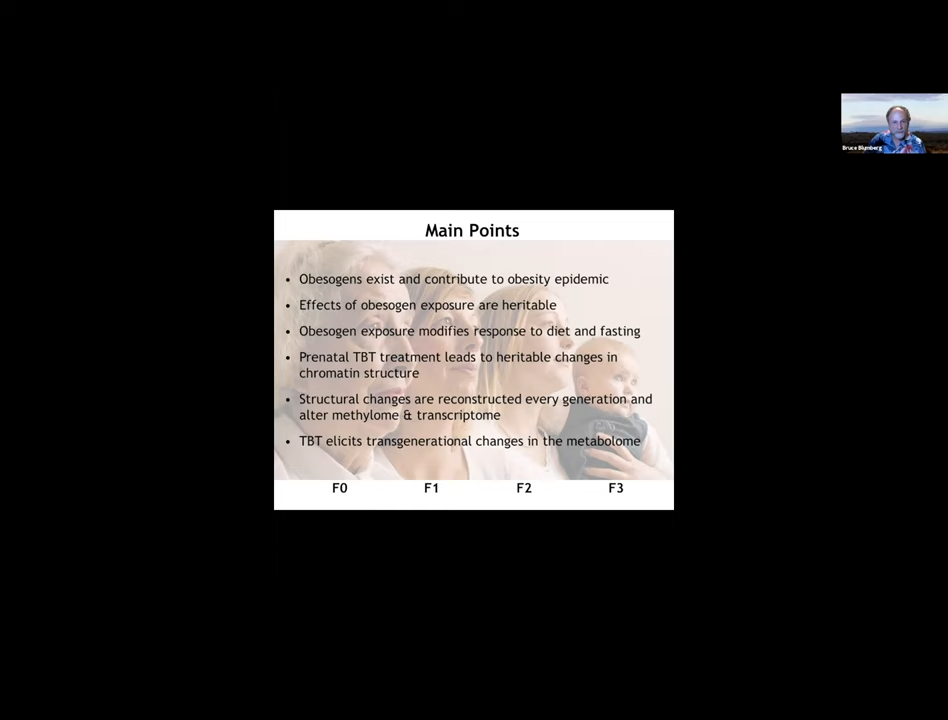 Main Points
• Obesogens exist and contribute to obesity epidemic
• Effects of obesogen exposure are heritable
• Obesogen exposure modifies response to diet and fasting
• Prenatal TBT treatment leads to heritable changes in
chromatin structure
• Structural changes are reconstructed every generation and
alter methylome & transcriptome
• TBT elicits transgenerational changes in the metabolome
F0 F1 F2 F3
Bruce Blumberg